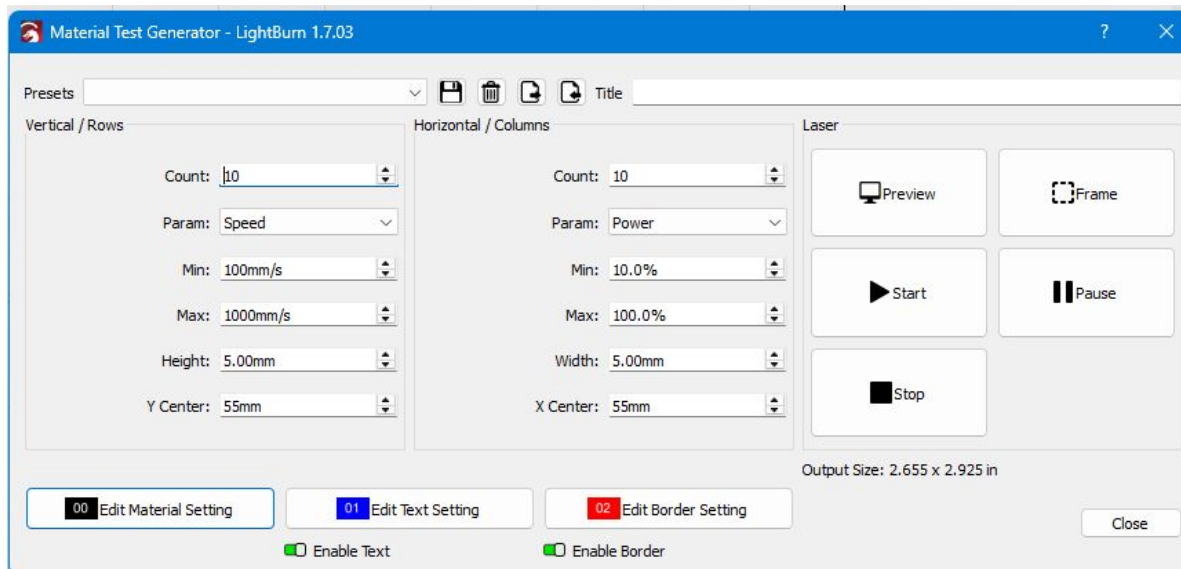 Material Test Generator - LightBurn 1.7.03
?
Presets
Title
Vertical / Rows
Count: 10
Param: Speed
Min: 100mm/s
Max: 1000mm/s
Height: 5.00mm
Y Center: 55mm
Horizontal / Columns
Count: 10
Param: Power
Min: 10.0%
Max: 100.0%
Width: 5.00mm
X Center: 55mm
Laser
Preview
Frame
Start
Pause
Stop
Output Size: 2.655 x 2.925 in
00 Edit Material Setting
01 Edit Text Setting
02 Edit Border Setting
Close
Enable Text
Enable Border